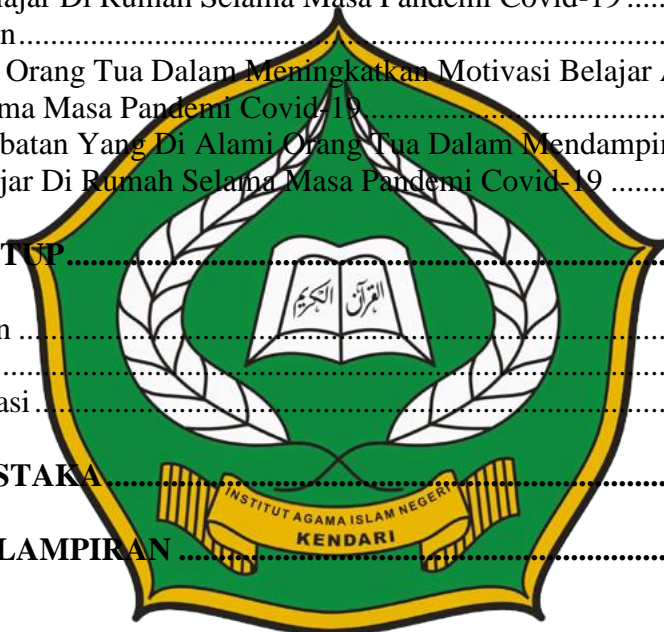 ajar Di Rumah Selama Masa Pandemi Covid-19 ....
n ....
Orang Tua Dalam Meningkatkan Motivasi Belajar A
ma Masa Pandemi Covid-19 ....
batan Yang Di Alami Orang Tua Dalam Mendampin
jar Di Rumah Selama Masa Pandemi Covid-19 ....
TUP ....
القرآن الكريم
n ....
....
asi ....
STAKA ....
INSTITUT AGAMA ISLAM NEGERI
KENDARI
LAMPIRAN ....